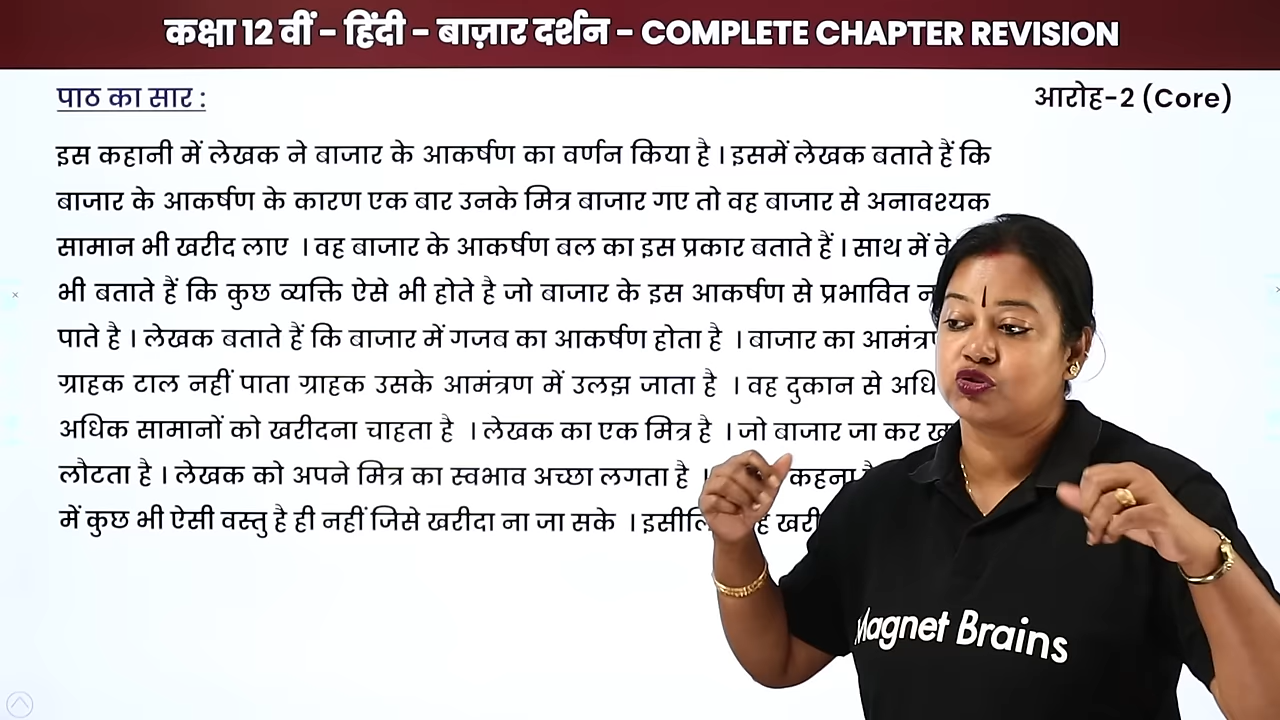 कक्षा 12 वीं - हिंदी - बाज़ार दर्शन - COMPLETE CHAPTER REVISION
पाठ का सार :
आरोह-2 (Core)
इस कहानी में लेखक ने बाजार के आकर्षण का वर्णन किया है । इसमें लेखक बताते हैं कि
बाजार के आकर्षण के कारण एक बार उनके मित्र बाजार गए तो वह बाजार से अनावश्यक
सामान भी खरीद लाए । वह बाजार के आकर्षण बल का इस प्रकार बताते हैं । साथ में वे
भी बताते हैं कि कुछ व्यक्ति ऐसे भी होते है जो बाजार के इस आकर्षण से प्रभावित
पाते है । लेखक बताते हैं कि बाजार में गजब का आकर्षण होता है । बाजार का
ग्राहक टाल नहीं पाता ग्राहक उसके आमंत्रण में उलझ जाता है । वह दुकान से
अधिक सामानों को खरीदना चाहता है । लेखक का एक मित्र है । जो बाजार जा कर
लौटता है । लेखक को अपने मित्र का स्वभाव अच्छा लगता है । कहना
में कुछ भी ऐसी वस्तु है ही नहीं जिसे खरीदा ना जा सके ।
Magnet Brains